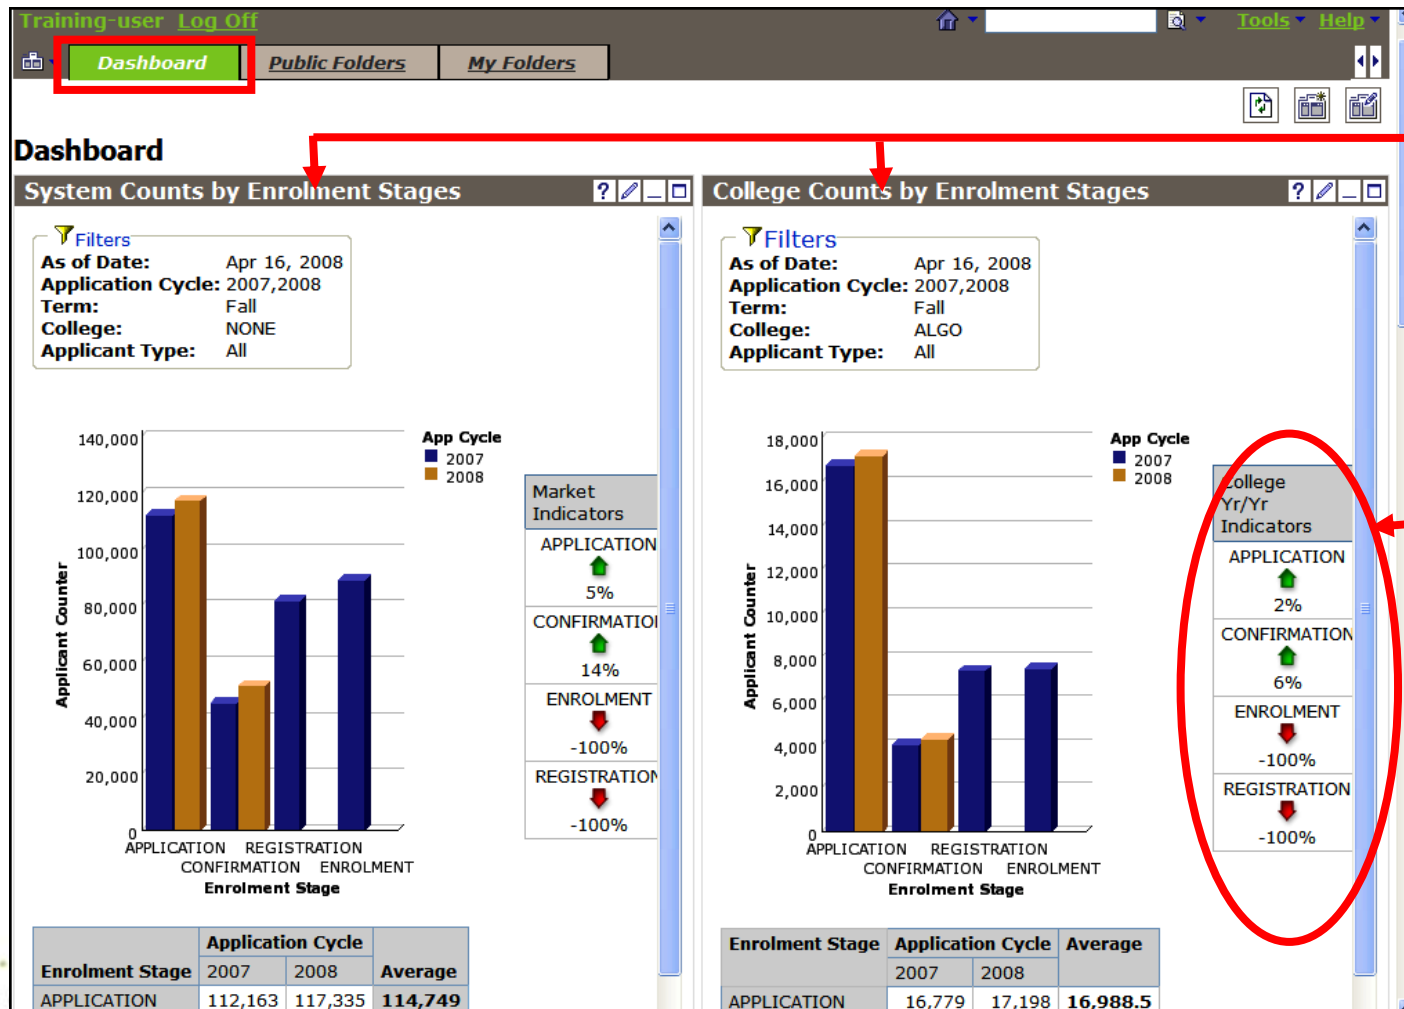 Training-user Log Off
Tools Help
Dashboard Public Folders My Folders
Dashboard
System Counts by Enrolment Stages ?
Filters
As of Date: Apr 16, 2008
Application Cycle: 2007,2008
Term: Fall
College: NONE
Applicant Type: All
140,000
120,000
100,000
80,000
60,000
40,000
20,000
0
Applicant Counter
APPLICATION REGISTRATION
CONFIRMATION ENROLMENT
Enrolment Stage
App Cycle
2007
2008
Market
Indicators
APPLICATION
5%
CONFIRMATIO
14%
ENROLMENT
-100%
REGISTRATION
-100%
Application Cycle
Enrolment Stage 2007 2008 Average
APPLICATION 112,163 117,335 114,749
College Counts by Enrolment Stages ?
Filters
As of Date: Apr 16, 2008
Application Cycle: 2007,2008
Term: Fall
College: ALGO
Applicant Type: All
18,000
16,000
14,000
12,000
10,000
8,000
6,000
4,000
2,000
0
Applicant Counter
APPLICATION REGISTRATION
CONFIRMATION ENROLMENT
Enrolment Stage
App Cycle
2007
2008
College
Yr/Yr
Indicators
APPLICATION
2%
CONFIRMATION
6%
ENROLMENT
-100%
REGISTRATION
-100%
Enrolment Stage Application Cycle Average
2007 2008
APPLICATION 16,779 17,198 16,988.5